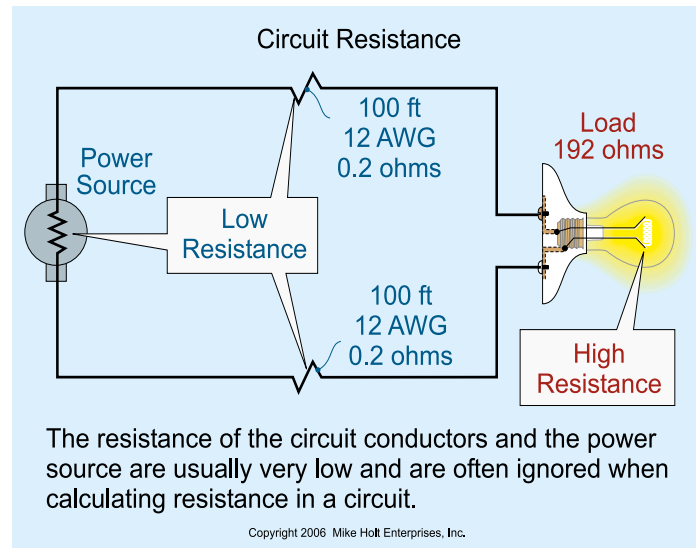 Circuit Resistance
100 ft
12 AWG
0.2 ohms
Load
192 ohms
Power
Source
Low
Resistance
100 ft
12 AWG
0.2 ohms
High
Resistance
The resistance of the circuit conductors and the power
source are usually very low and are often ignored when
calculating resistance in a circuit.
Copyright 2006 Mike Holt Enterprises, Inc.